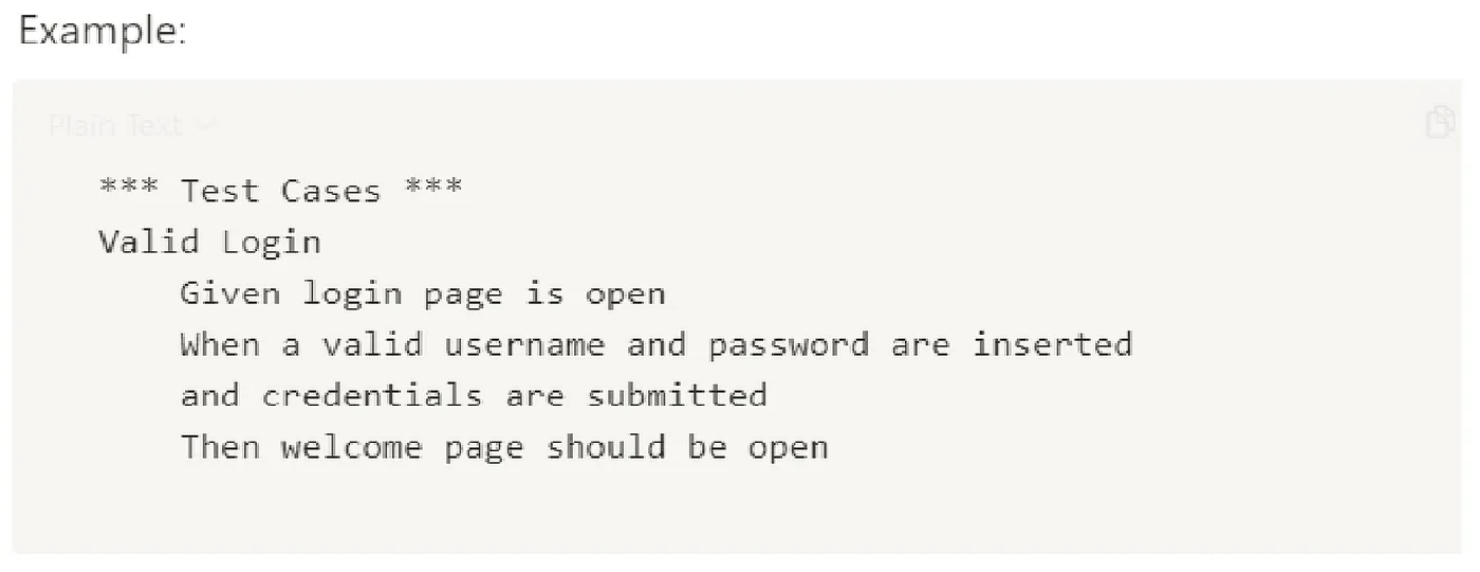 Example:
Plain Text
*** Test Cases ***
Valid Login
Given login page is open
When a valid username and password are inserted
and credentials are submitted
Then welcome page should be open